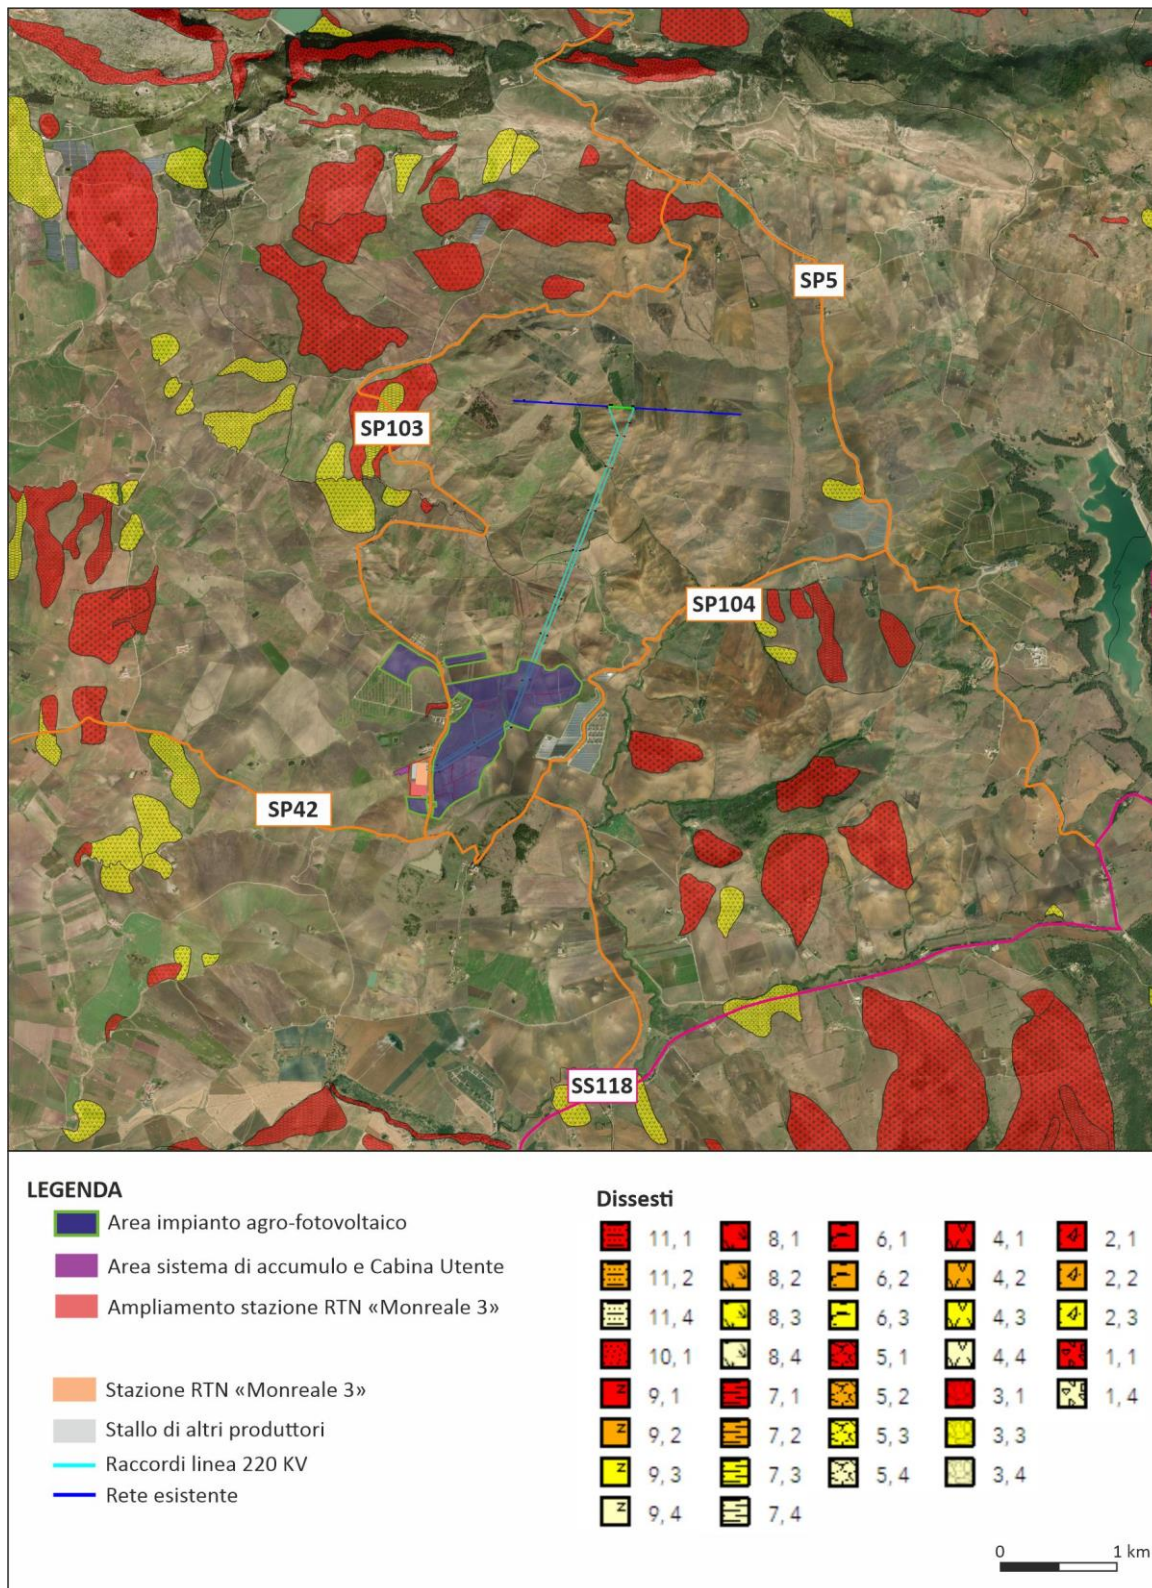 SP5
SP103
SP104
SP42
SS118
LEGENDA
Area impianto agro-fotovoltaico
Area sistema di accumulo e Cabina Utente
Ampliamento stazione RTN «Monreale 3»
Stazione RTN «Monreale 3»
Stallo di altri produttori
Raccordi linea 220 KV
Rete esistente
Dissesti
11, 1 8, 1 6, 1 4, 1 2, 1
11, 2 8, 2 6, 2 4, 2 2, 2
11, 4 8, 3 6, 3 4, 3 2, 3
10, 1 8, 4 5, 1 4, 4 1, 1
9, 1 7, 1 5, 2 3, 1 1, 4
9, 2 7, 2 5, 3 3, 3
9, 3 7, 3 5, 4 3, 4
9, 4 7, 4
0 1 km